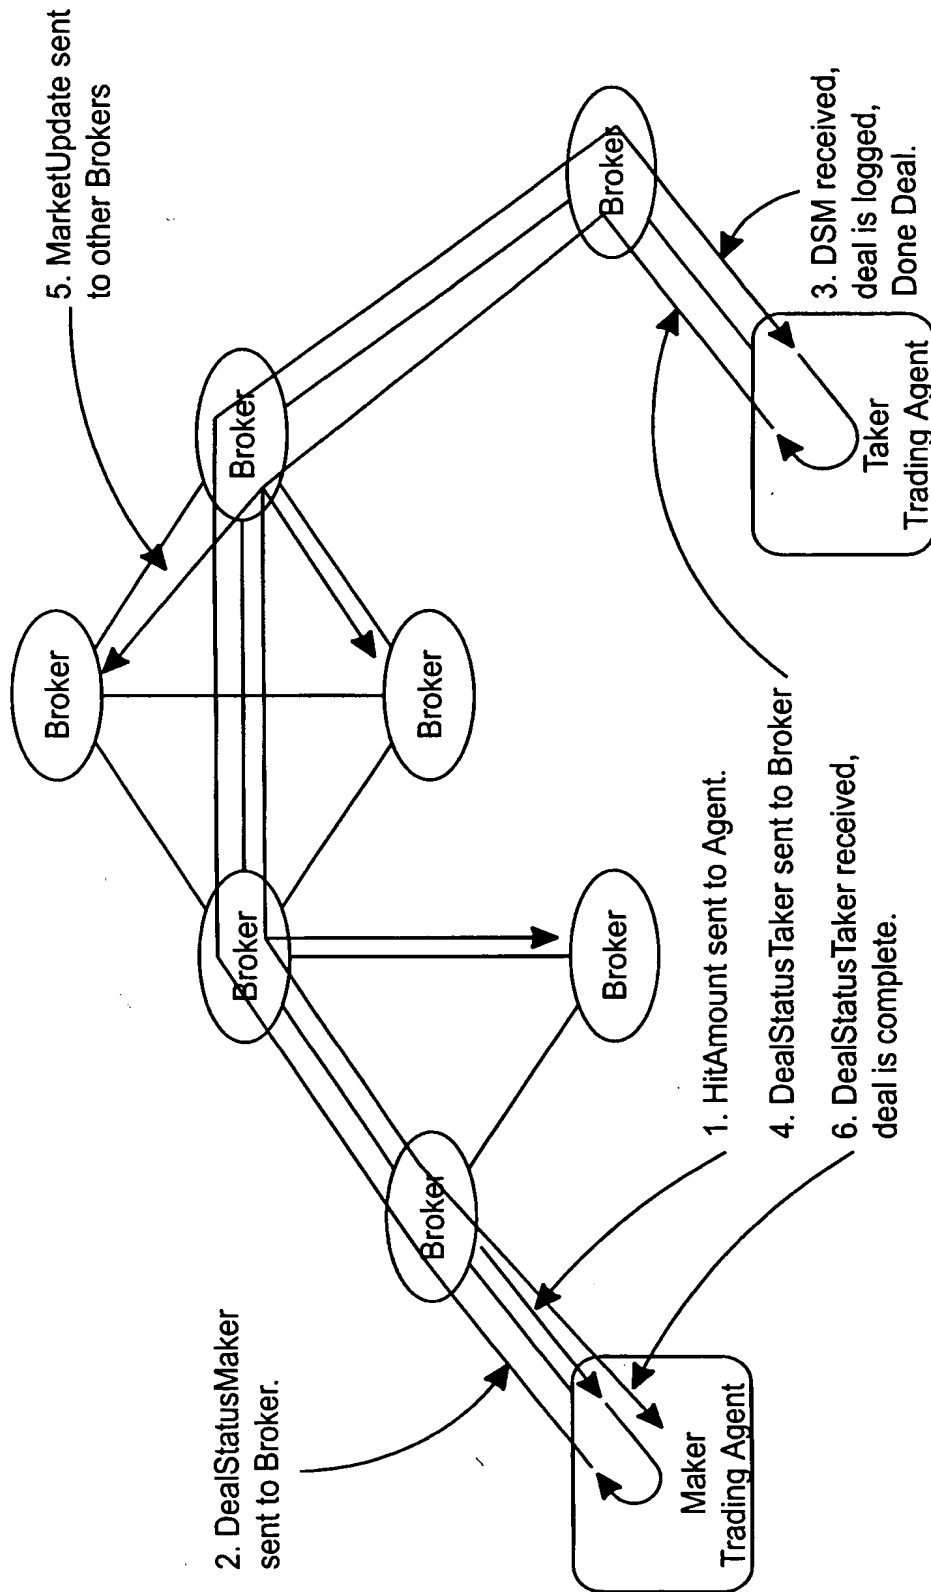 2. DealStatusMaker
sent to Broker.
5. MarketUpdate sent
to other Brokers
Broker
Broker
Broker
Broker
Broker
Broker
Broker
Maker
Trading Agent
1. HitAmount sent to Agent.
4. DealStatusTaker sent to Broker
6. DealStatusTaker received,
deal is complete.
Taker
Trading Agent
3. DSM received,
deal is logged,
Done Deal.